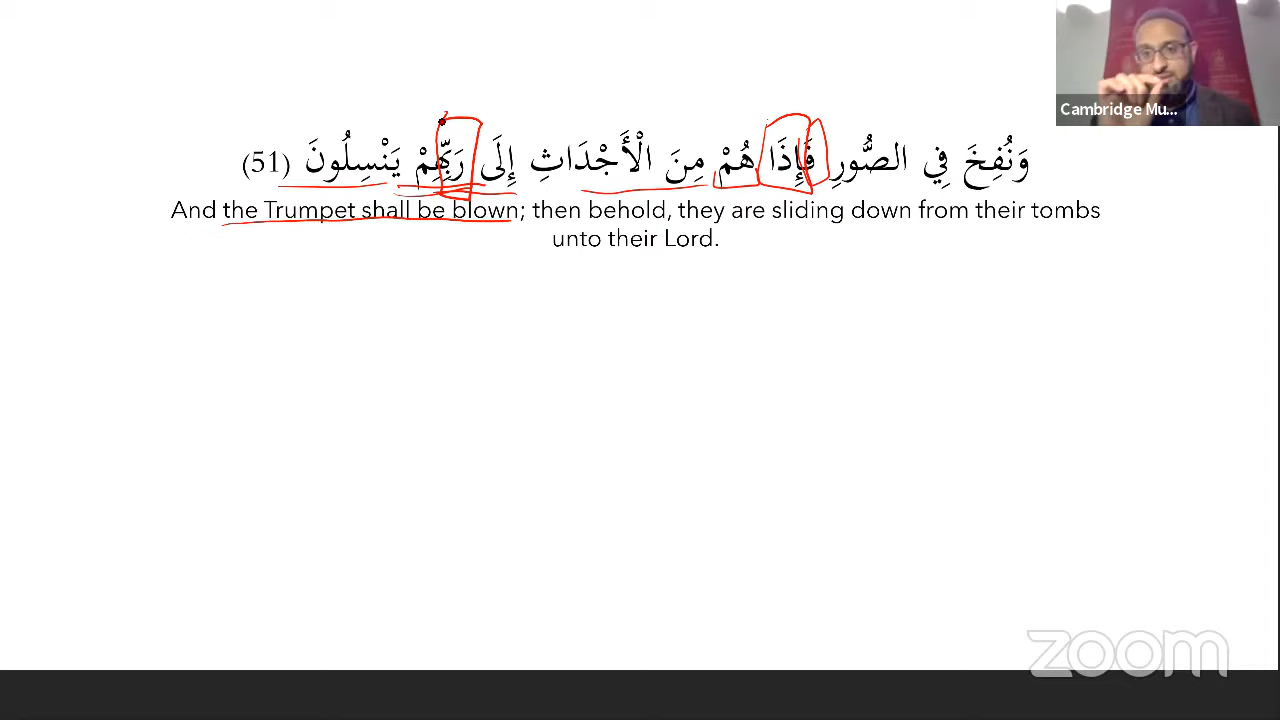 Cambridge Mu...
وَنُفِخَ فِي الصُّورِ فَإِذَا هُمْ مِنَ الْأَجْدَاثِ إِلَى رَبِّهِمْ يَنْسِلُونَ (51)
And the Trumpet shall be blown; then behold, they are sliding down from their tombs
unto their Lord.
zoom